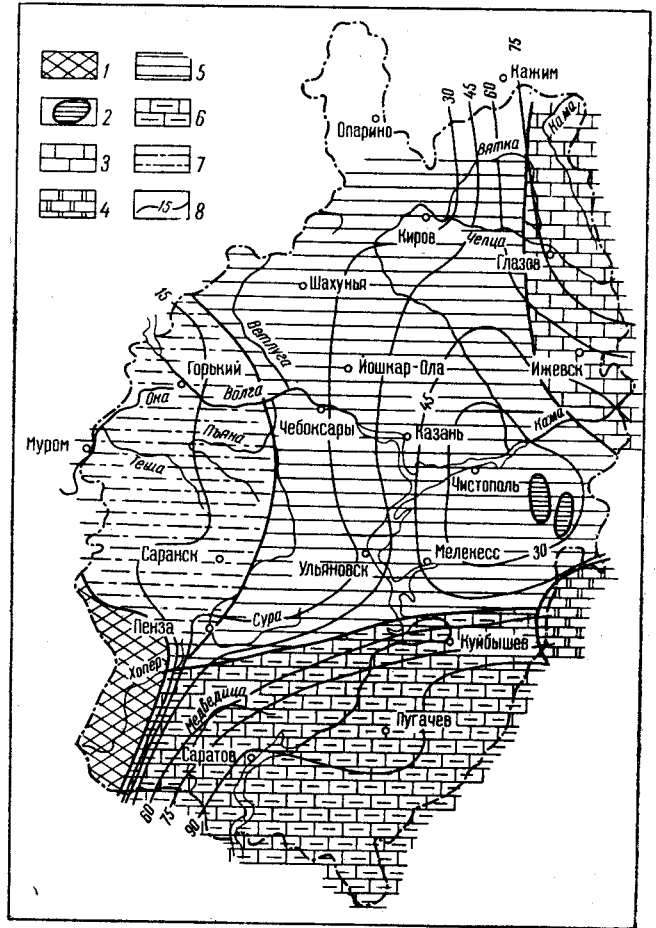 1 5
2 6
3 7
4 15 8
75
Кажим
30 45 60
Кама
Опарино
Вятка
Киров
Чепца
Глазов
Шахунья
15
Ветлуга
Горький
Йошкар-Ола
Ижевск
Ока
Волга
45
Чебоксары
Казань
Кама
Пьяна
Муром
Теша
Чистополь
Саранск
Ульяновск
Мелекесс
30
Пенза
Сура
Куйбышев
Хопер
Медведица
Пугачев
Саратов
60 75 90